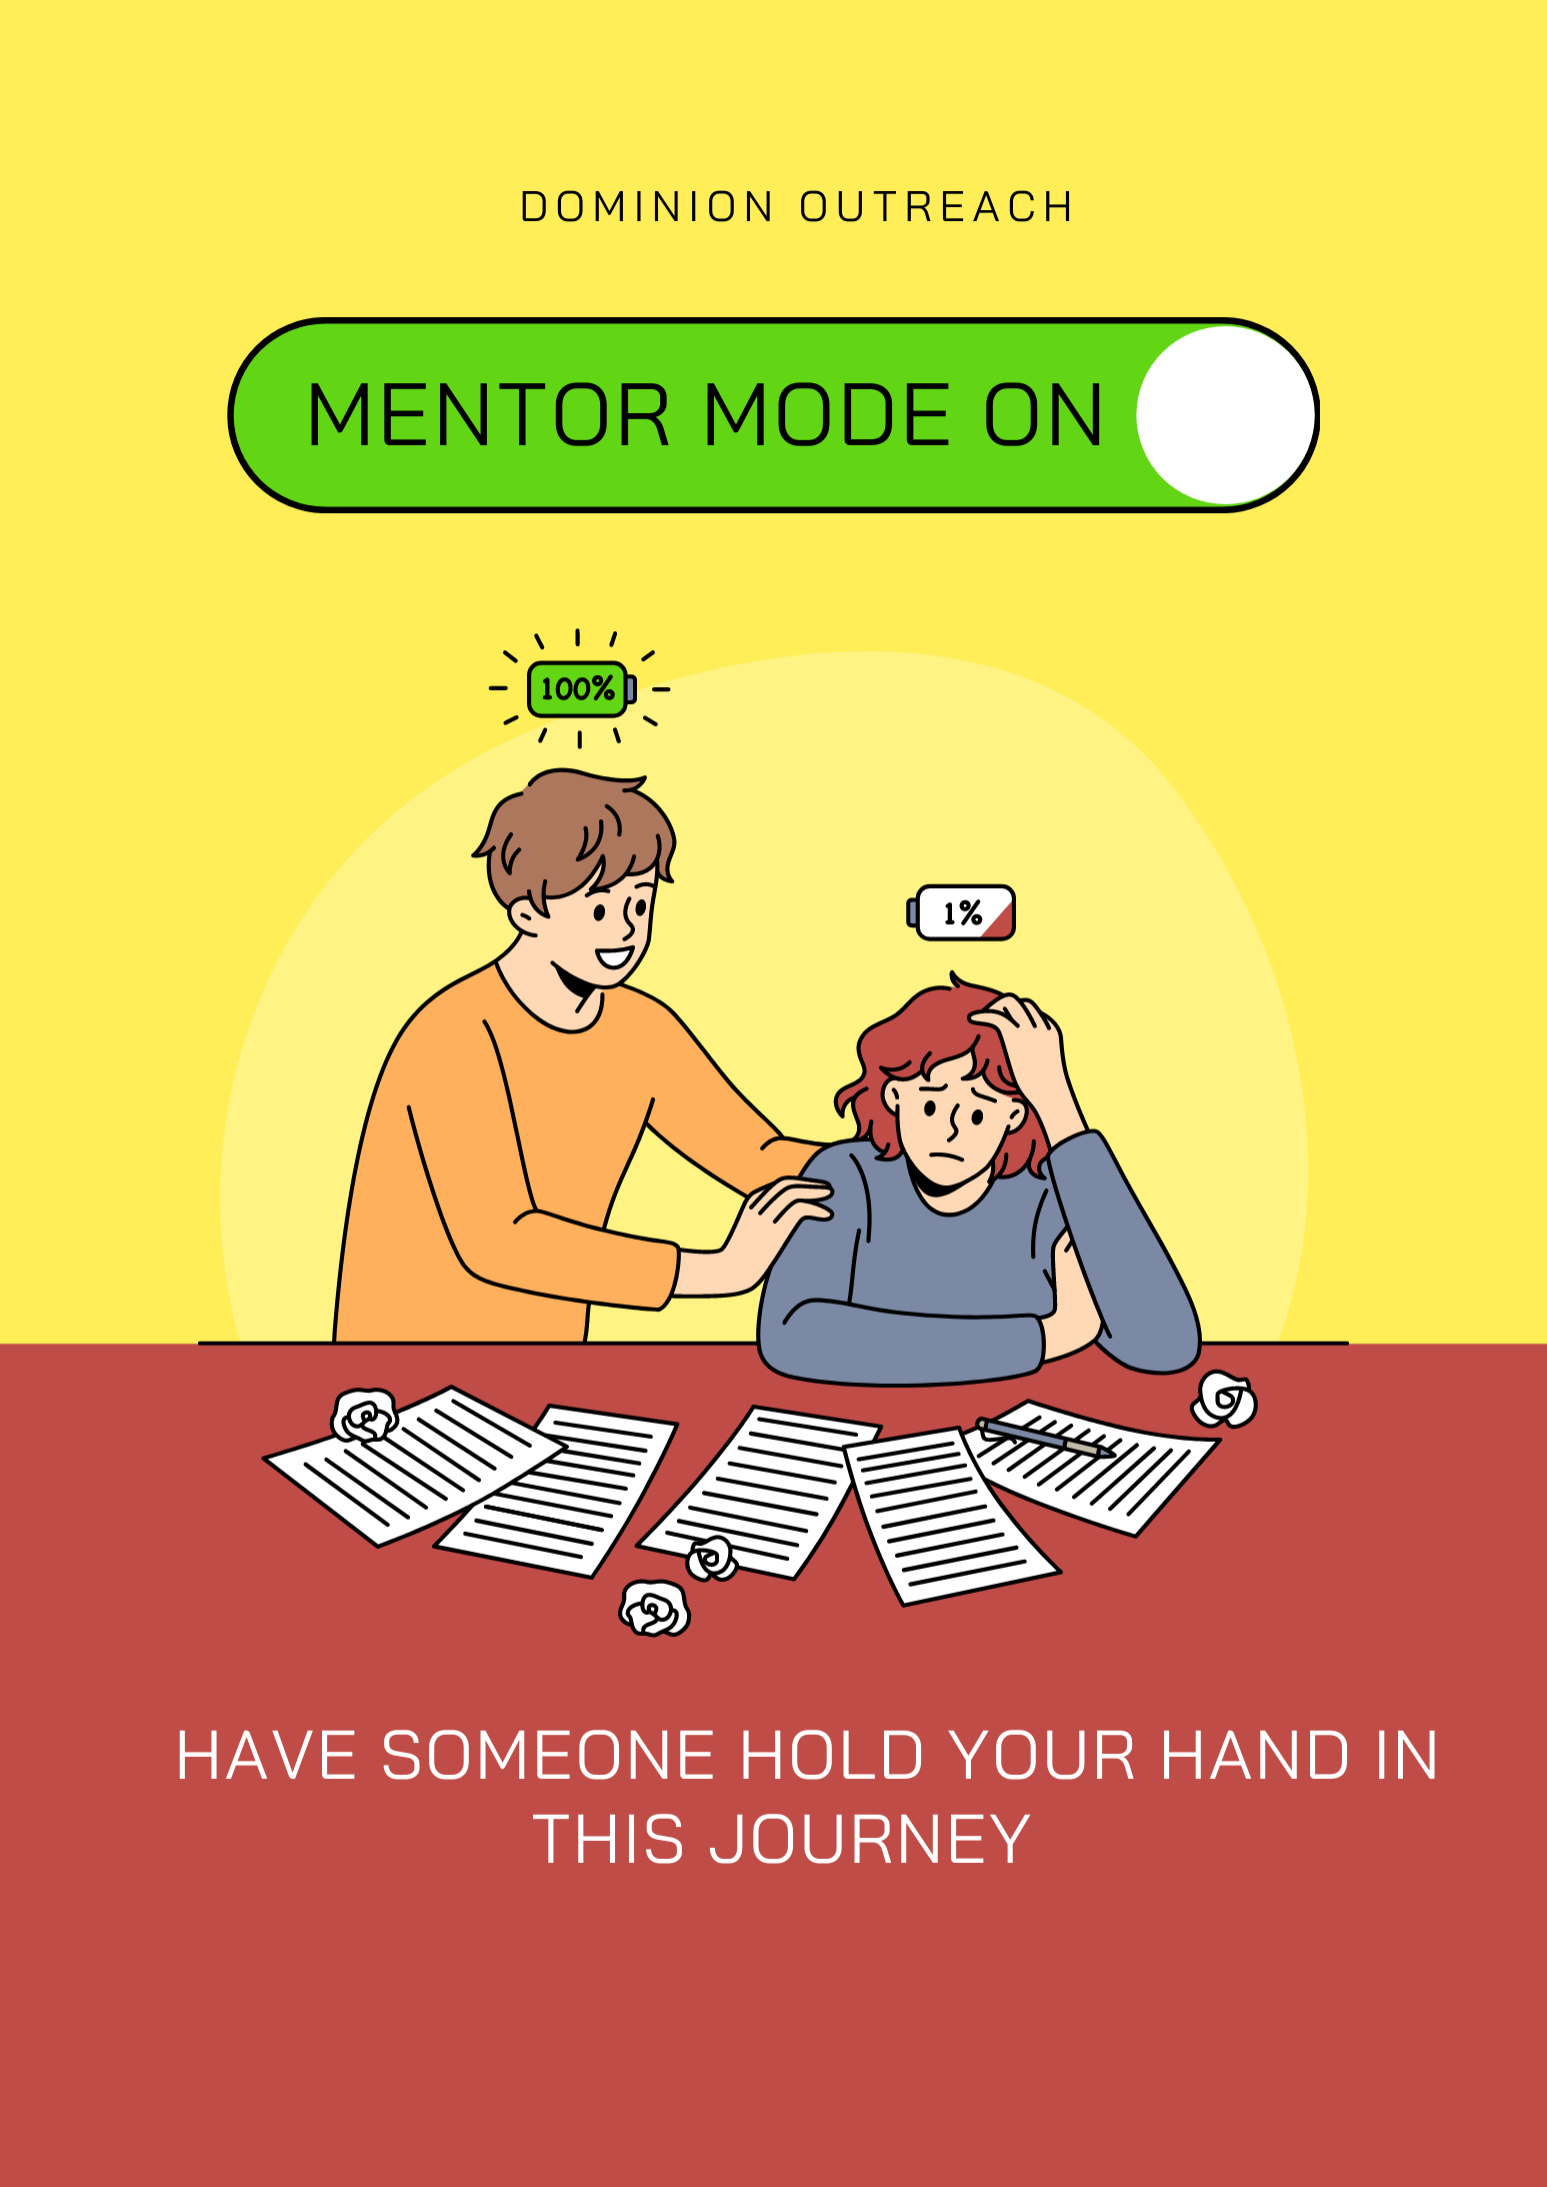 DOMINION OUTREACH
MENTOR MODE ON
100%
1%
HAVE SOMEONE HOLD YOUR HAND IN
THIS JOURNEY